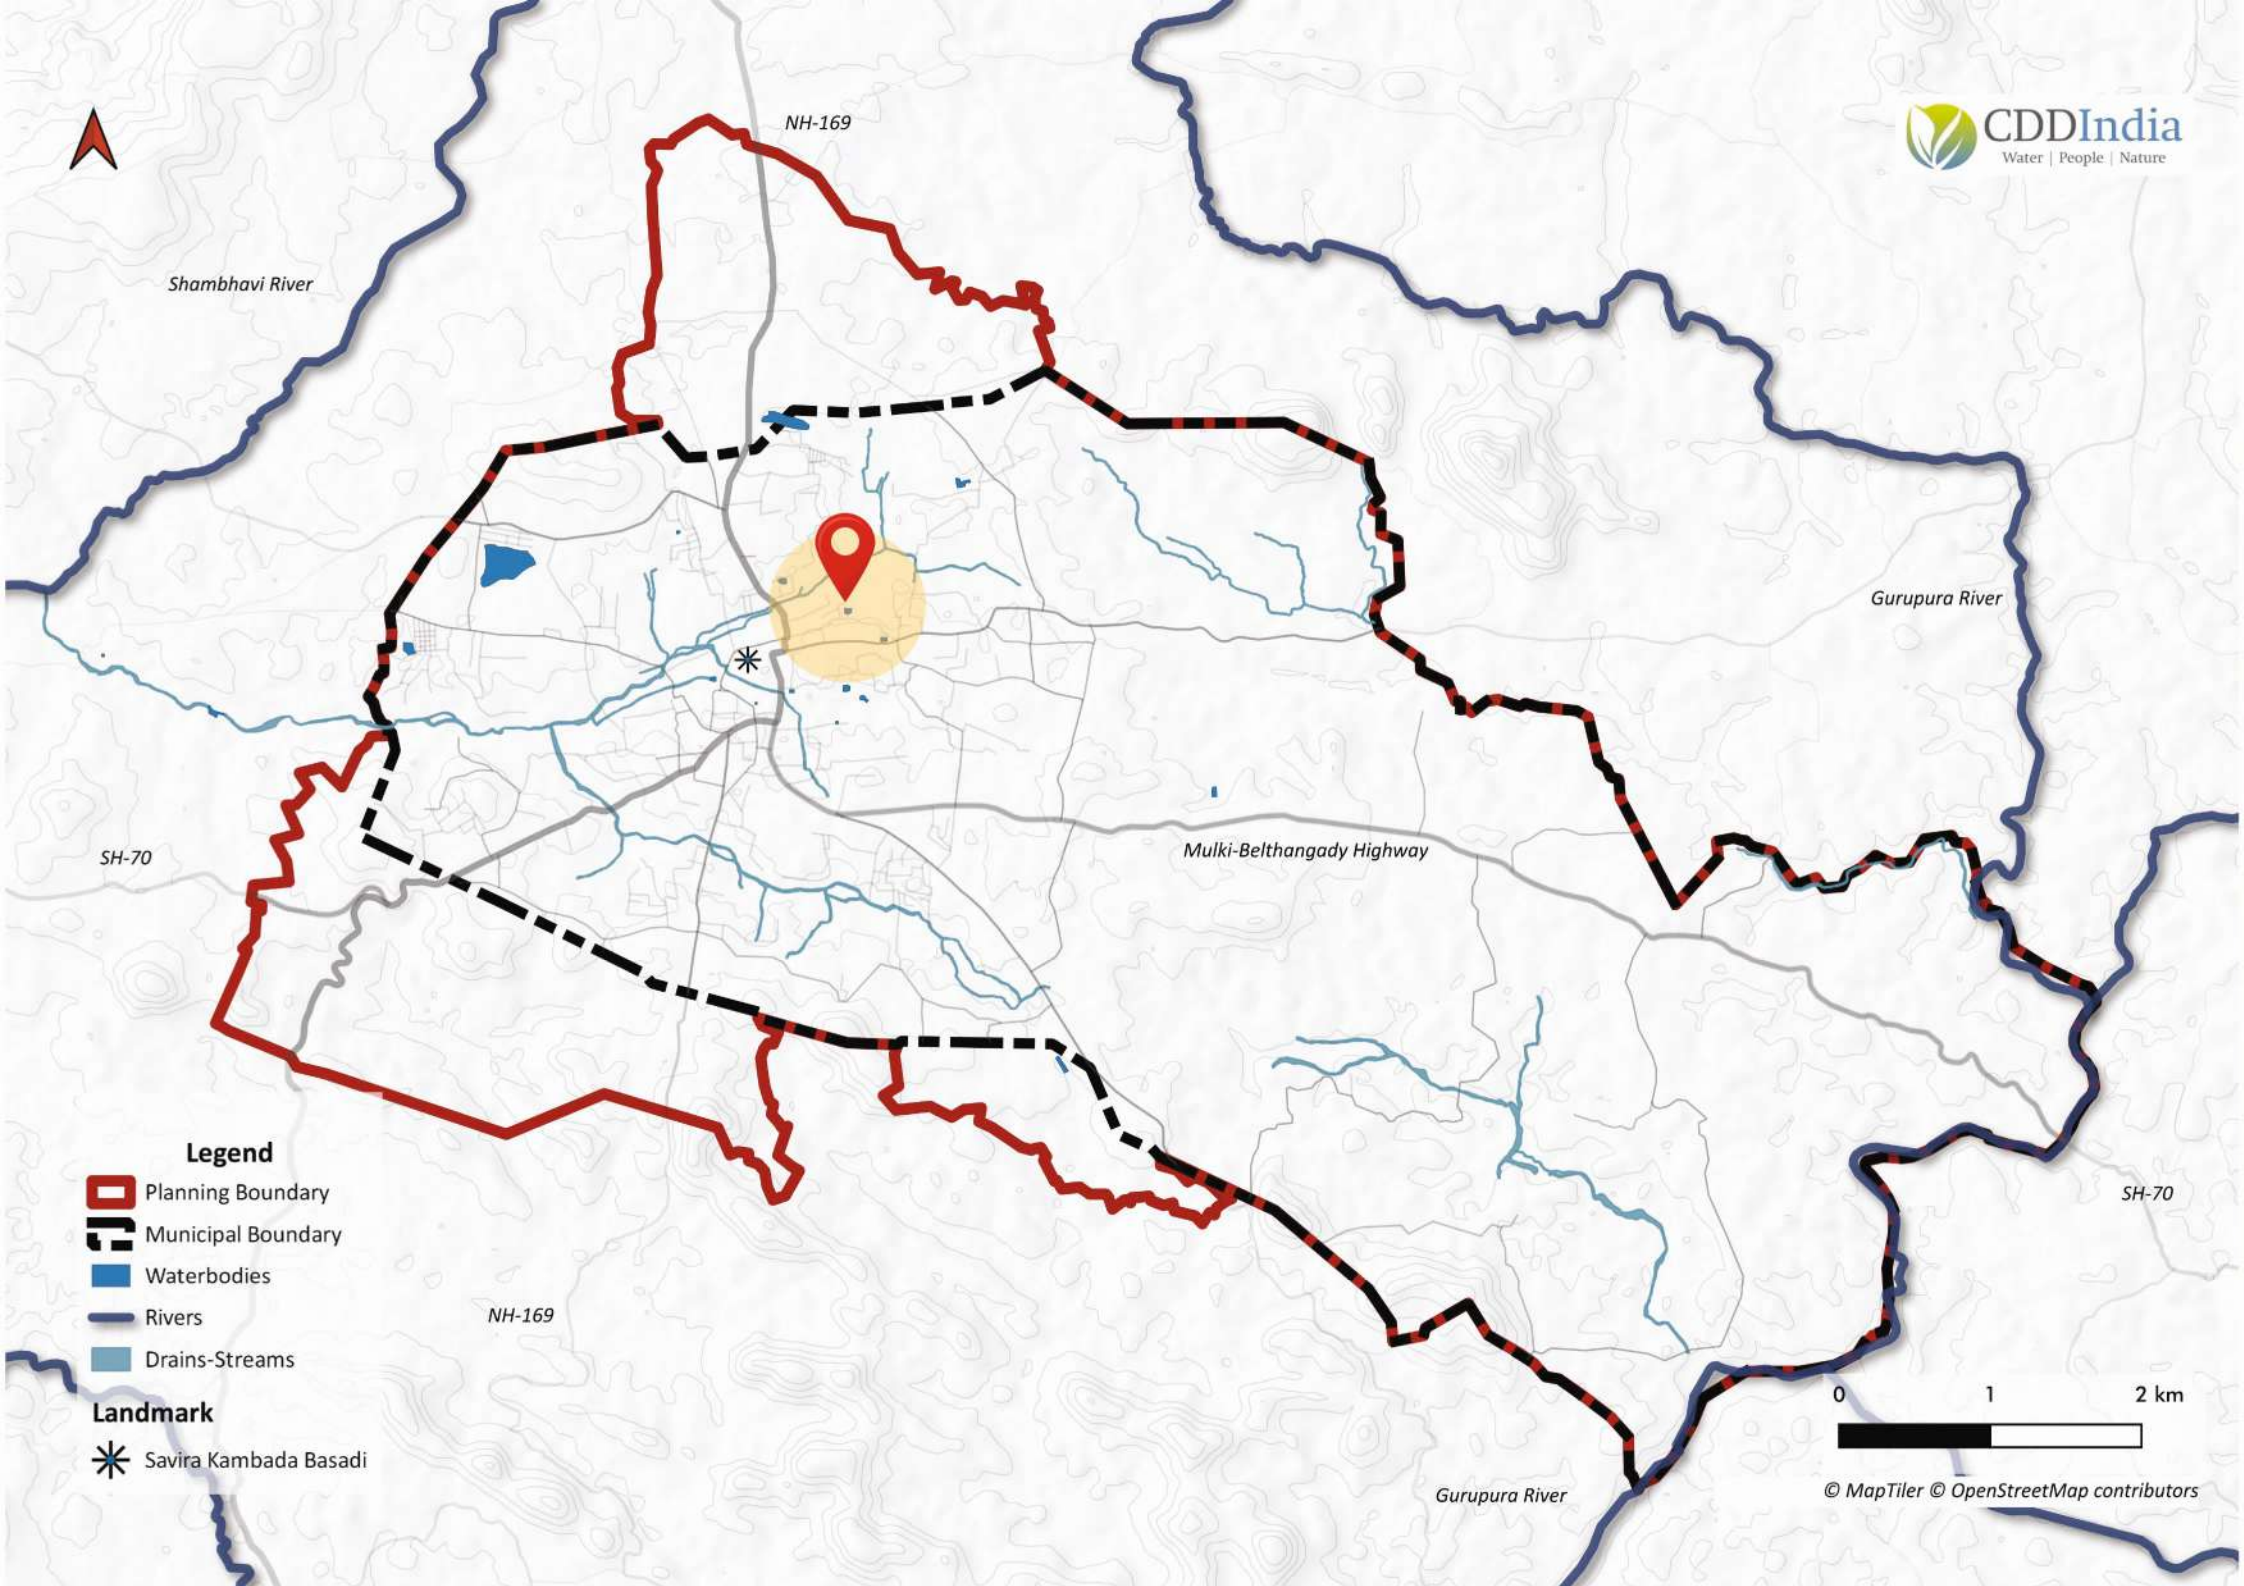 NH-169
CDDIndia
Water | People | Nature
Shambhavi River
Gurupura River
SH-70
Mulki-Belthangady Highway
SH-70
NH-169
Gurupura River
Legend
Planning Boundary
Municipal Boundary
Waterbodies
Rivers
Drains-Streams
Landmark
Savira Kambada Basadi
0 1 2 km
© MapTiler © OpenStreetMap contributors